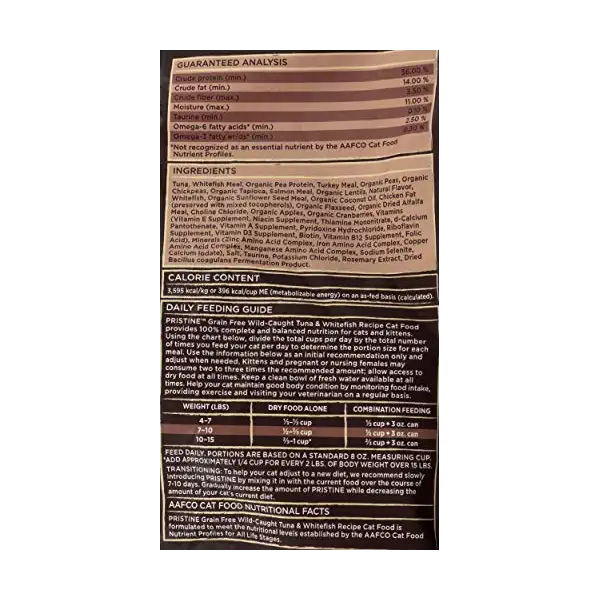 GUARANTEED ANALYSIS
Crude protein (min.) 36.00 %
Crude fat (min.) 14.00 %
Crude fiber (max.) 5.50 %
Moisture (max.) 11.00 %
Taurine (min.) 0.10 %
Omega-6 fatty acids* (min.) 2.50 %
Omega-3 fatty acids* (min.) 0.30 %
*Not recognized as an essential nutrient by the AAFCO Cat Food
Nutrient Profiles.
INGREDIENTS
Tuna, Whitefish Meal, Organic Pea Protein, Turkey Meal, Organic Peas, Organic
Chickpeas, Organic Tapioca, Salmon Meal, Organic Lentils, Natural Flavor,
Whitefish, Organic Sunflower Seed Meal, Organic Coconut Oil, Chicken Fat
(preserved with mixed tocopherols), Organic Flaxseed, Organic Dried Alfalfa
Meal, Choline Chloride, Organic Apples, Organic Cranberries, Vitamins
(Vitamin E Supplement, Niacin Supplement, Thiamine Mononitrate, d-Calcium
Pantothenate, Vitamin A Supplement, Pyridoxine Hydrochloride, Riboflavin
Supplement, Vitamin D3 Supplement, Biotin, Vitamin B12 Supplement, Folic
Acid), Minerals (Zinc Amino Acid Complex, Iron Amino Acid Complex, Copper
Amino Acid Complex, Manganese Amino Acid Complex, Sodium Selenite,
Calcium Iodate), Salt, Taurine, Potassium Chloride, Rosemary Extract, Dried
Bacillus coagulans Fermentation Product.
CALORIE CONTENT
3,595 kcal/kg or 396 kcal/cup ME (metabolizable energy) on an as-fed basis (calculated).
DAILY FEEDING GUIDE
PRISTINE™ Grain Free Wild-Caught Tuna & Whitefish Recipe Cat Food
provides 100% complete and balanced nutrition for cats and kittens.
Using the chart below, divide the total cups per day by the total number
of times you feed your cat per day to determine the portion size for each
meal. Use the information below as an initial recommendation only and
adjust when needed. Kittens and pregnant or nursing females may
consume two to three times the recommended amount; allow access to
dry food at all times. Keep a clean bowl of fresh water available at all
times. Help your cat maintain good body condition by monitoring food intake,
providing exercise and visiting your veterinarian on a regular basis.
WEIGHT (LBS) DRY FOOD ALONE COMBINATION FEEDING
4-7 cup cup + 3 oz. can
7-10 cup cup + 3 oz. can
10-15 cup* cup + 3 oz. can
FEED DAILY. PORTIONS ARE BASED ON A STANDARD 8 OZ. MEASURING CUP.
*ADD APPROXIMATELY 1/4 CUP FOR EVERY 2 LBS. OF BODY WEIGHT OVER 15 LBS.
TRANSITIONING: To help your cat adjust to a new diet, we recommend slowly
introducing PRISTINE by mixing it in with the current food over the course of
7-10 days. Gradually increase the amount of PRISTINE while decreasing the
amount of your cat's current diet.
AAFCO CAT FOOD NUTRITIONAL FACTS
PRISTINE Grain Free Wild-Caught Tuna & Whitefish Recipe Cat Food is
formulated to meet the nutritional levels established by the AAFCO Cat Food
Nutrient Profiles for All Life Stages.